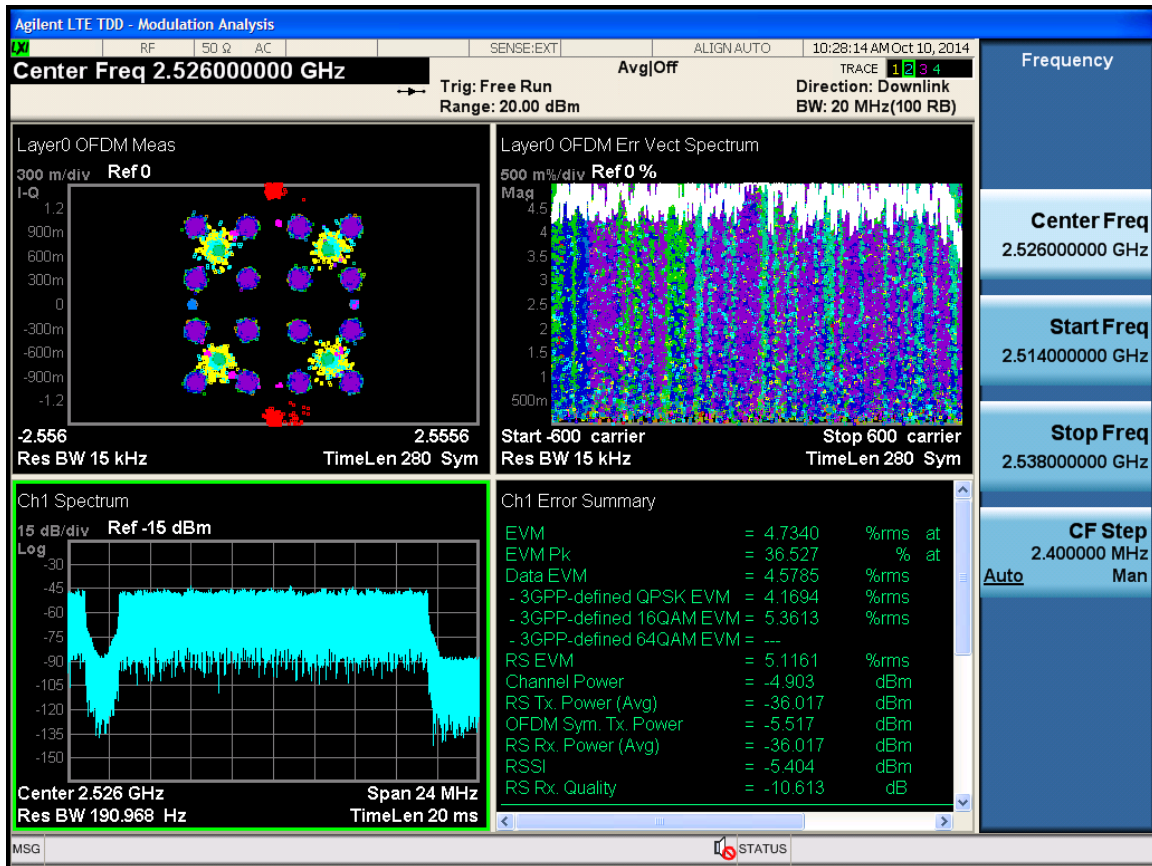 Agilent LTE TDD - Modulation Analysis
LXI RF 50 Ω AC SENSE:EXT ALIGN AUTO 10:28:14 AM Oct 10, 2014
Center Freq 2.526000000 GHz
Avg|Off
TRACE 1 2 3 4
Trig: Free Run
Direction: Downlink
Range: 20.00 dBm
BW: 20 MHz(100 RB)
Layer0 OFDM Meas
300 m/div Ref 0
I-Q
1.2
900m
600m
300m
0
-300m
-600m
-900m
-1.2
-2.556 2.5556
Res BW 15 kHz TimeLen 280 Sym
Layer0 OFDM Err Vect Spectrum
500 m%/div Ref 0 %
Mag
4.5
4
3.5
3
2.5
2
1.5
1
500m
Start -600 carrier Stop 600 carrier
Res BW 15 kHz TimeLen 280 Sym
Ch1 Spectrum
15 dB/div Ref -15 dBm
Log
-30
-45
-60
-75
-90
-105
-120
-135
-150
Center 2.526 GHz Span 24 MHz
Res BW 190.968 Hz TimeLen 20 ms
Ch1 Error Summary
EVM = 4.7340 %rms at
EVM Pk = 36.527 % at
Data EVM = 4.5785 %rms
- 3GPP-defined QPSK EVM = 4.1694 %rms
- 3GPP-defined 16QAM EVM = 5.3613 %rms
- 3GPP-defined 64QAM EVM = ---
RS EVM = 5.1161 %rms
Channel Power = -4.903 dBm
RS Tx. Power (Avg) = -36.017 dBm
OFDM Sym. Tx. Power = -5.517 dBm
RS Rx. Power (Avg) = -36.017 dBm
RSSI = -5.404 dBm
RS Rx. Quality = -10.613 dB
Frequency
Center Freq
2.526000000 GHz
Start Freq
2.514000000 GHz
Stop Freq
2.538000000 GHz
CF Step
2.400000 MHz
Auto Man
MSG STATUS